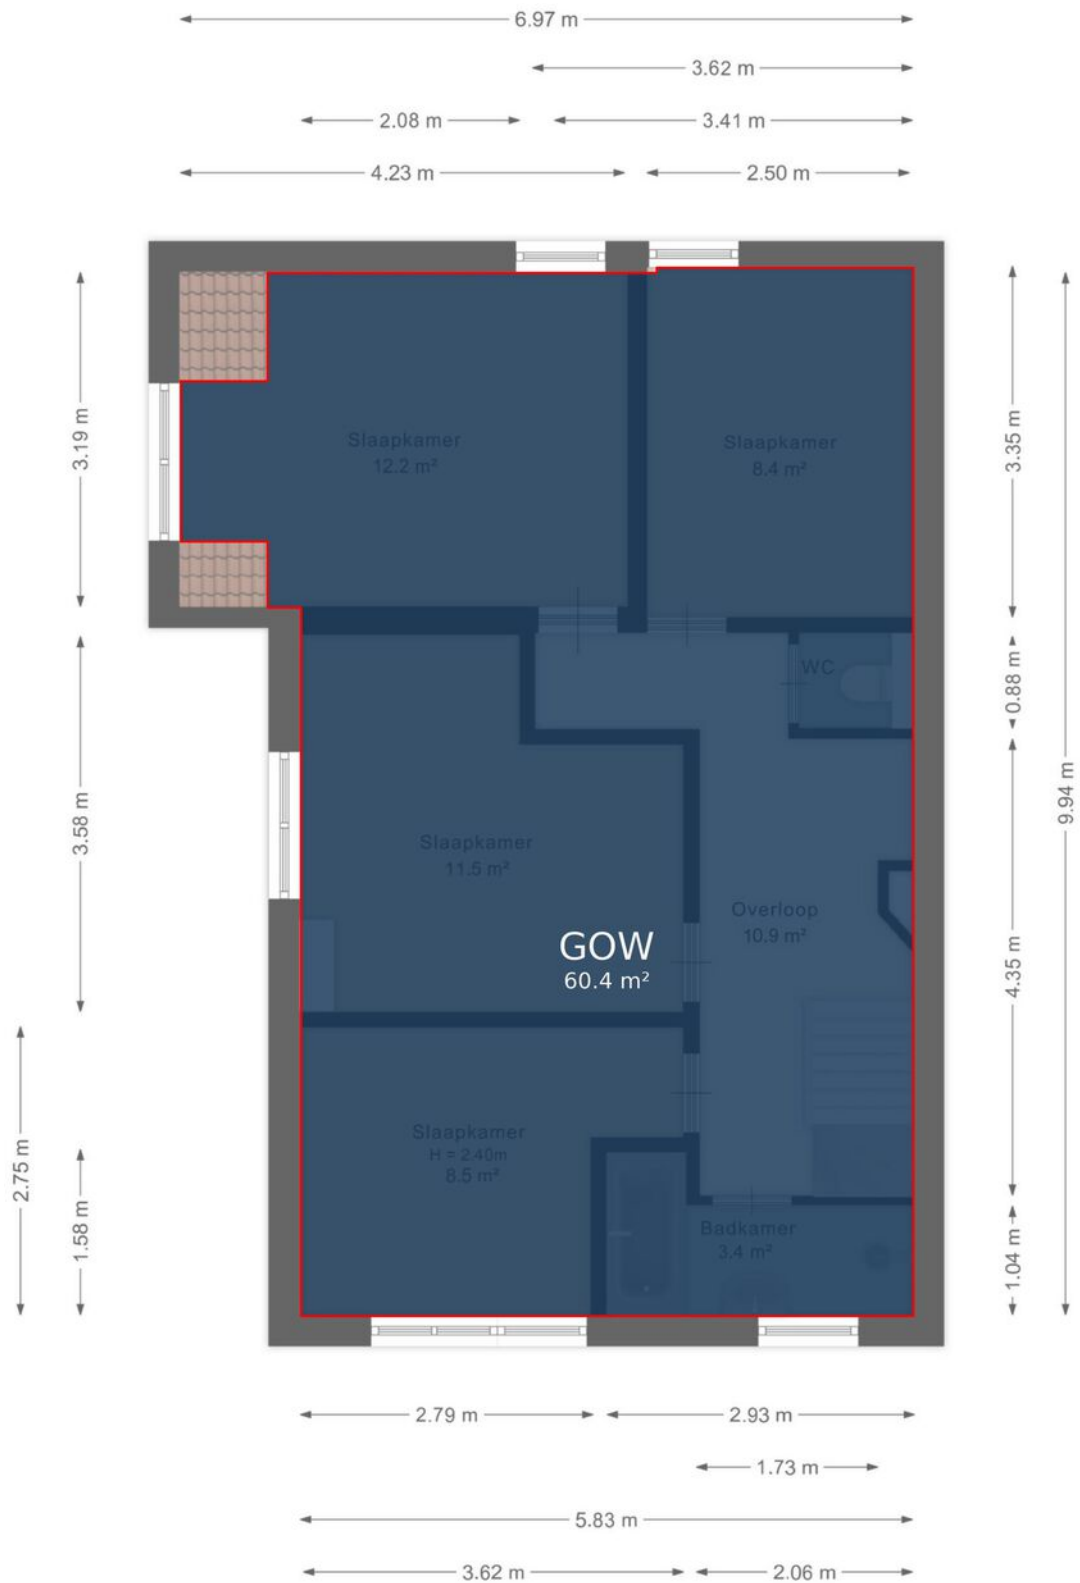 6.97 m
3.62 m
2.08 m
3.41 m
4.23 m
2.50 m
3.19 m
3.35 m
9.94 m
Slaapkamer
12.2 m²
Slaapkamer
8.4 m²
WC
0.88 m
3.58 m
Slaapkamer
11.5 m²
Overloop
10.9 m²
GOW
60.4 m²
4.35 m
2.75 m
Slaapkamer
H = 2.40m
8.5 m²
1.58 m
Badkamer
3.4 m²
1.04 m
2.79 m
2.93 m
1.73 m
5.83 m
3.62 m
2.06 m